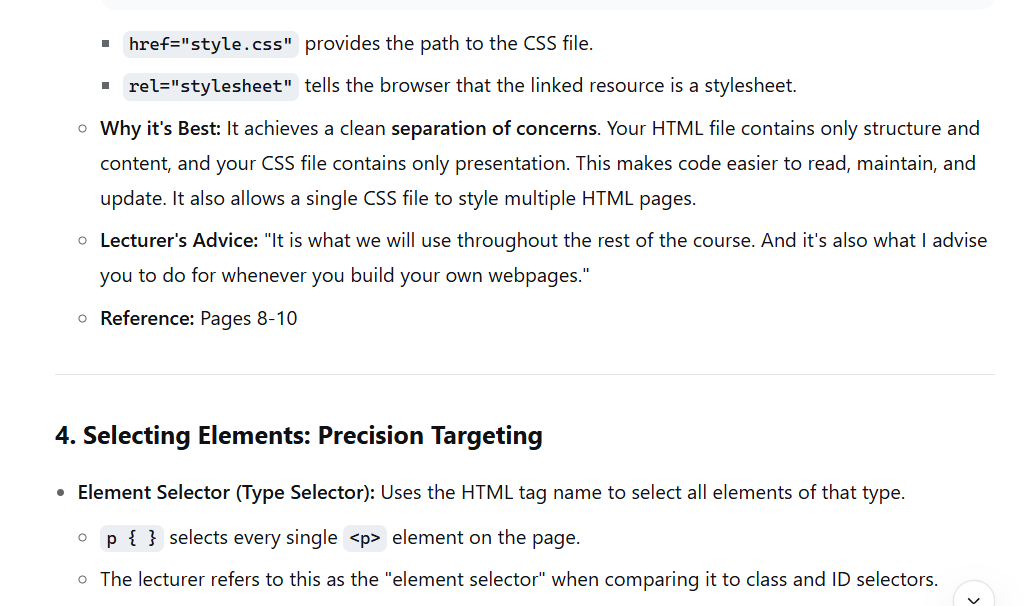 href="style.css" provides the path to the CSS file.
rel="stylesheet" tells the browser that the linked resource is a stylesheet.
Why it's Best: It achieves a clean separation of concerns. Your HTML file contains only structure and
content, and your CSS file contains only presentation. This makes code easier to read, maintain, and
update. It also allows a single CSS file to style multiple HTML pages.
Lecturer's Advice: "It is what we will use throughout the rest of the course. And it's also what I advise
you to do for whenever you build your own webpages."
Reference: Pages 8-10
4. Selecting Elements: Precision Targeting
Element Selector (Type Selector): Uses the HTML tag name to select all elements of that type.
p { } selects every single <p> element on the page.
The lecturer refers to this as the "element selector" when comparing it to class and ID selectors.